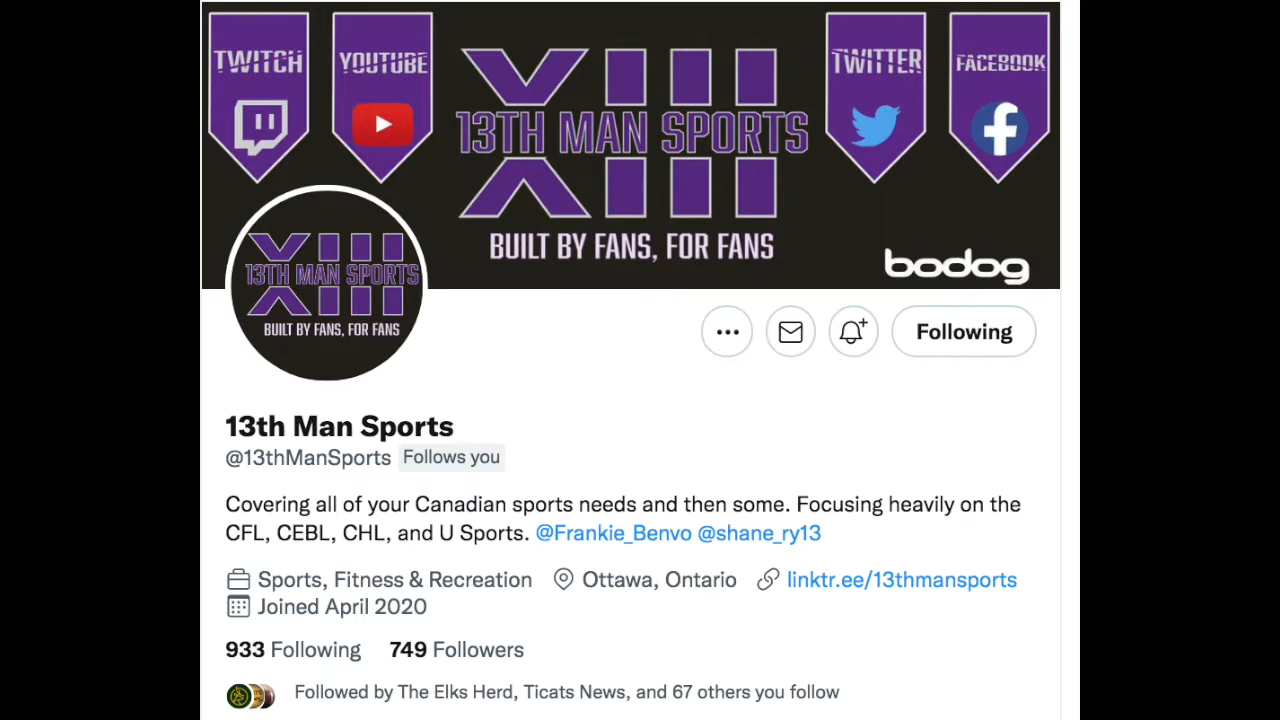 TWITCH
YOUTUBE
XIII
13TH MAN SPORTS
BUILT BY FANS, FOR FANS
TWITTER
FACEBOOK
bodog
XIII
13TH MAN SPORTS
BUILT BY FANS, FOR FANS
Following
13th Man Sports
@13thManSports Follows you
Covering all of your Canadian sports needs and then some. Focusing heavily on the
CFL, CEBL, CHL, and U Sports. @Frankie_Benvo @shane_ry13
Sports, Fitness & Recreation Ottawa, Ontario linktr.ee/13thmansports
Joined April 2020
933 Following 749 Followers
Followed by The Elks Herd, Ticats News, and 67 others you follow